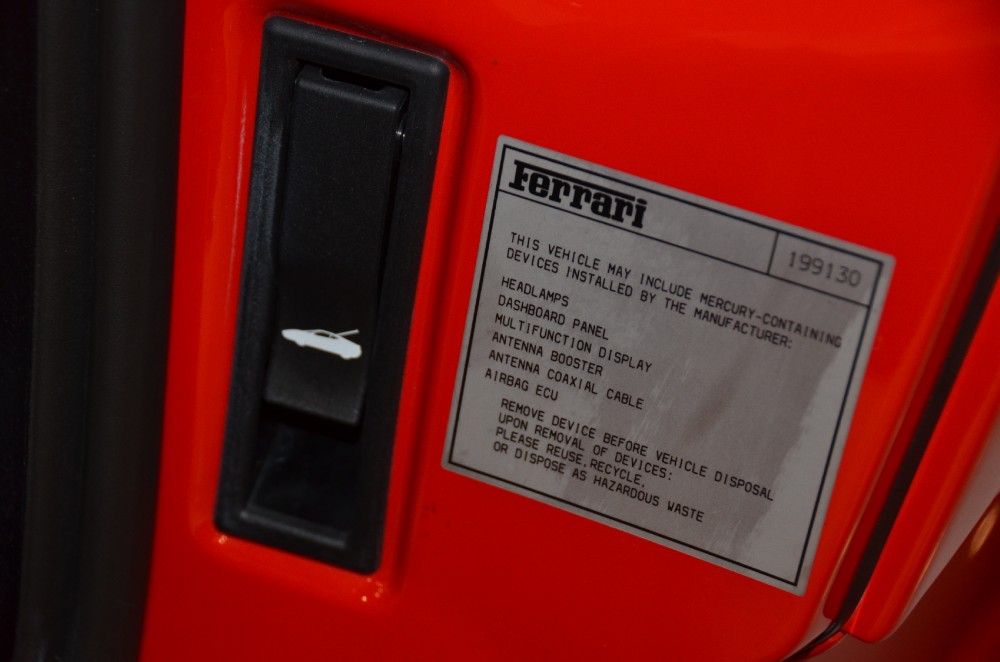 Ferrari
199130
THIS VEHICLE MAY INCLUDE MERCURY-CONTAINING
DEVICES INSTALLED BY THE MANUFACTURER:
HEADLAMPS
DASHBOARD PANEL
MULTIFUNCTION DISPLAY
ANTENNA BOOSTER
ANTENNA COAXIAL CABLE
AIRBAG ECU
REMOVE DEVICE BEFORE VEHICLE DISPOSAL
UPON REMOVAL OF DEVICES:
PLEASE REUSE, RECYCLE.
OR DISPOSE AS HAZARDOUS WASTE